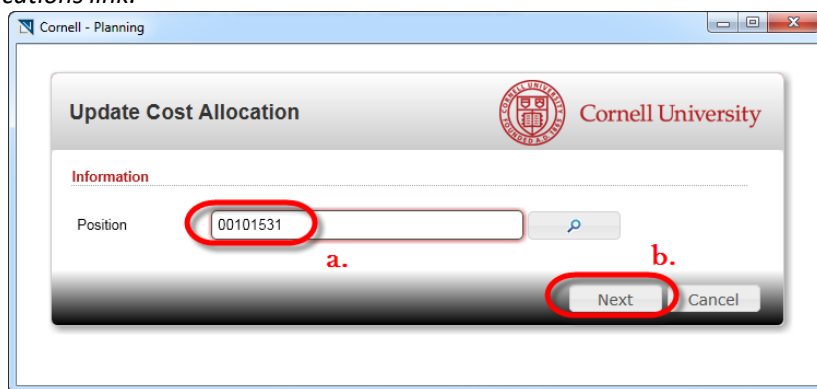 cations link.
Cornell - Planning
Update Cost Allocation
Cornell University
Information
Position 00101531
a.
b.
Next Cancel